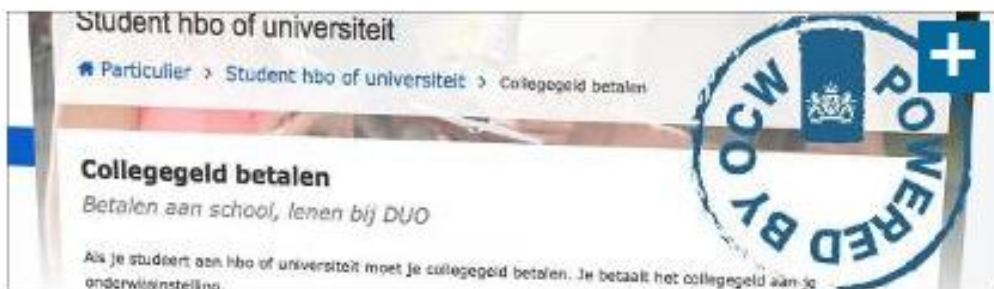 Student hbo of universiteit
Particulier > Student hbo of universiteit > Collegegeld betalen
Collegegeld betalen
Betalen aan school, lenen bij DUO
Als je studeert aan hbo of universiteit moet je collegegeld betalen. Je betaalt het collegegeld aan je
onderwijsinstelling.
POWERED BY OCW
+